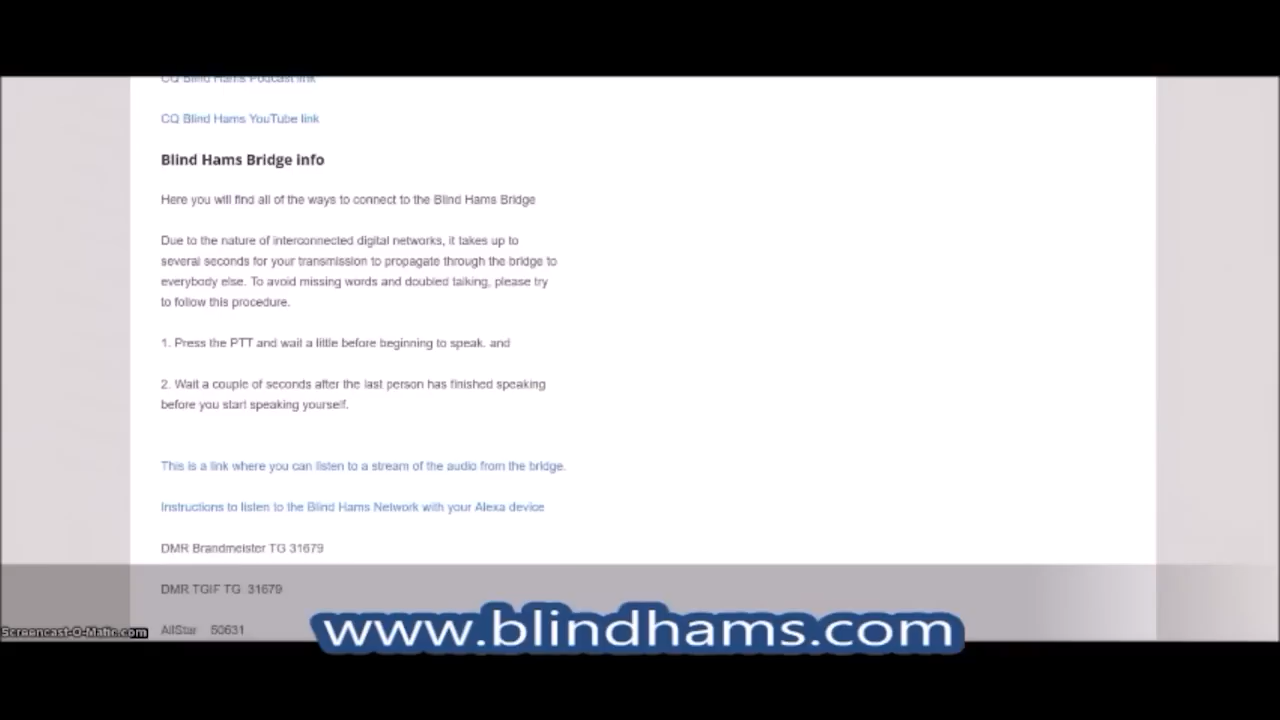 CQ Blind Hams Podcast link
CQ Blind Hams YouTube link
Blind Hams Bridge info
Here you will find all of the ways to connect to the Blind Hams Bridge
Due to the nature of interconnected digital networks, it takes up to
several seconds for your transmission to propagate through the bridge to
everybody else. To avoid missing words and doubled talking, please try
to follow this procedure.
1. Press the PTT and wait a little before beginning to speak. and
2. Wait a couple of seconds after the last person has finished speaking
before you start speaking yourself.
This is a link where you can listen to a stream of the audio from the bridge.
Instructions to listen to the Blind Hams Network with your Alexa device
DMR Brandmeister TG 31679
DMR TGIF TG 31679
AllStar 50631
www.blindhams.com
Screencast-O-Matic.com